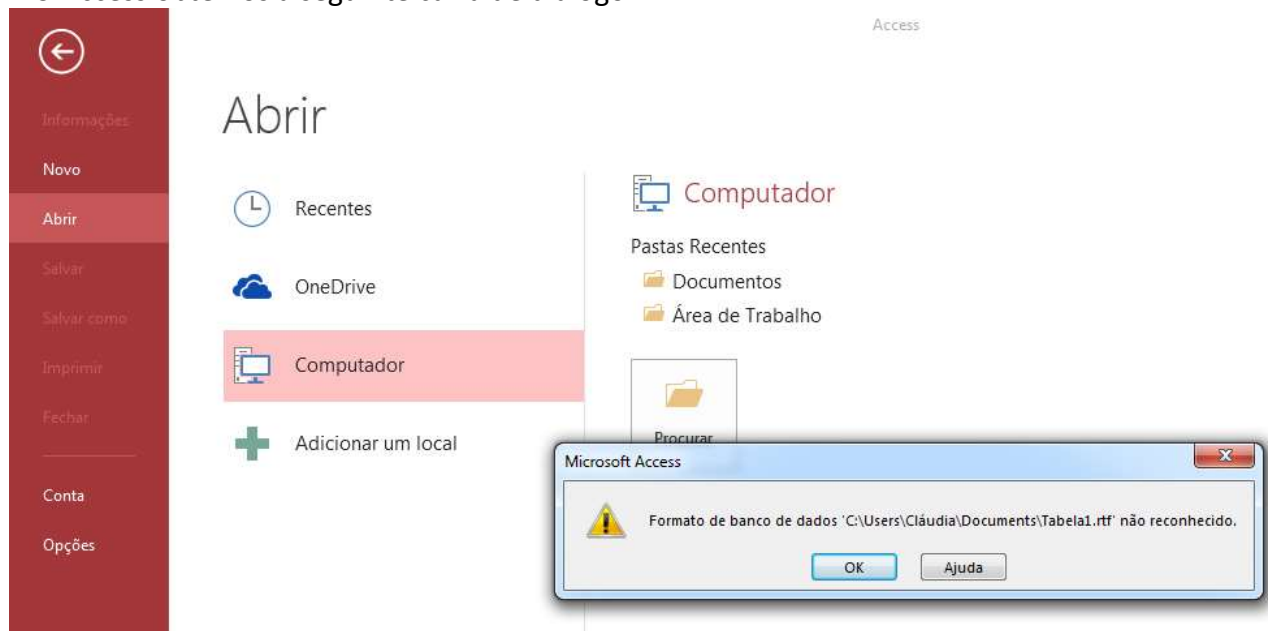 Access
Abrir
Informações
Novo
Abrir
Salvar
Salvar como
Imprimir
Fechar
Conta
Opções
Recentes
OneDrive
Computador
Adicionar um local
Computador
Pastas Recentes
Documentos
Área de Trabalho
Procurar
Microsoft Access
Formato de banco de dados 'C:\Users\Cláudia\Documents\Tabela1.rtf' não reconhecido.
OK
Ajuda